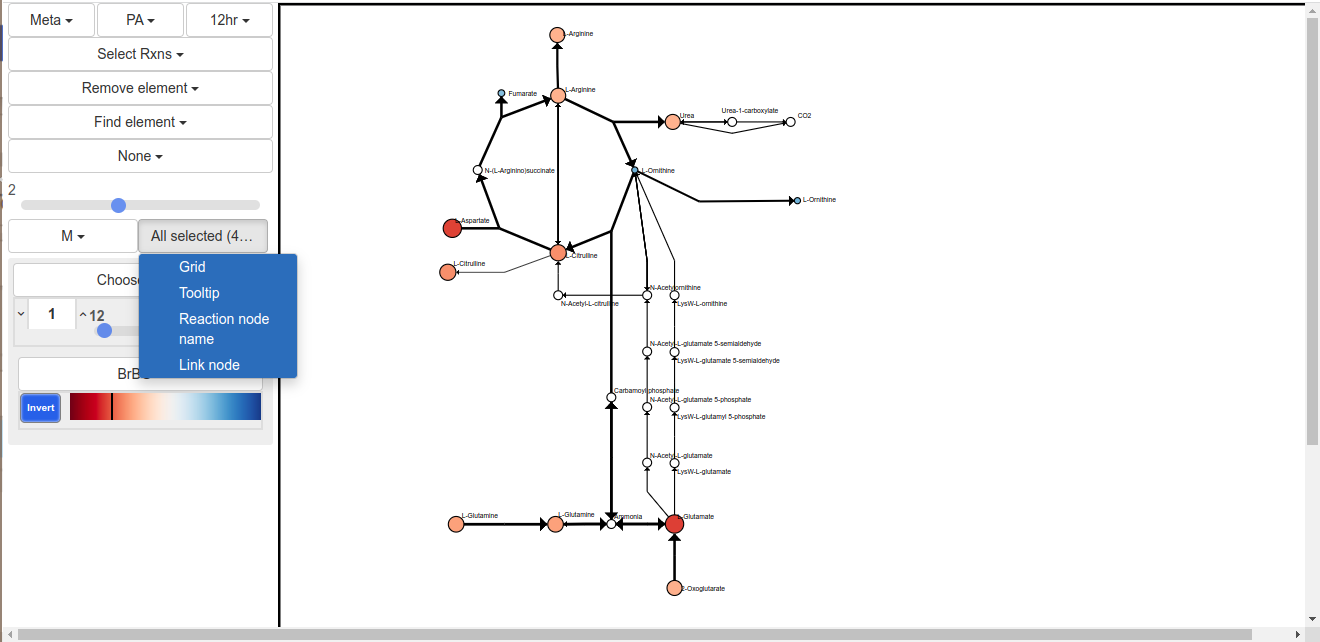 Meta PA 12hr
Select Rxns
Remove element
Find element
None
2
M All selected (4...
Grid
Tooltip
Reaction node
name
Link node
Choos
1 12
BrB
Invert
L-Arginine
L-Arginine
Fumarate
Urea
Urea-1-carboxylate
CO2
N-(L-Arginino)succinate
L-Ornithine
L-Ornithine
L-Aspartate
L-Citrulline
L-Citrulline
N-Acetylornithine
N-Acetyl-L-citrulline
LysW-L-ornithine
N-Acetyl-L-glutamate 5-semialdehyde
LysW-L-glutamate 5-semialdehyde
Carbamoyl phosphate
N-Acetyl-L-glutamate 5-phosphate
LysW-L-glutamyl 5-phosphate
N-Acetyl-L-glutamate
LysW-L-glutamate
L-Glutamine
L-Glutamine
Ammonia
L-Glutamate
2-Oxoglutarate